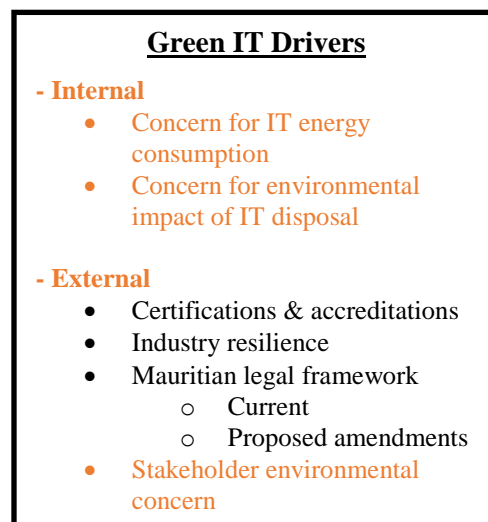 Green IT Drivers
- Internal
• Concern for IT energy
consumption
• Concern for environmental
impact of IT disposal
- External
• Certifications & accreditations
• Industry resilience
• Mauritian legal framework
o Current
o Proposed amendments
• Stakeholder environmental
concern